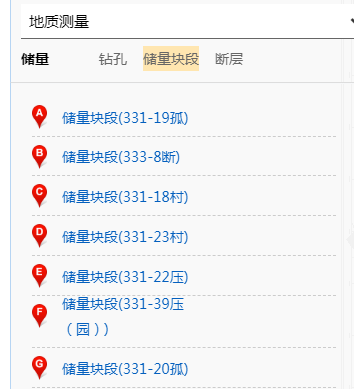 地质测量
储量 钻孔 储量块段 断层
A 储量块段(331-19孤)
B 储量块段(333-8断)
C 储量块段(331-18村)
D 储量块段(331-23村)
E 储量块段(331-22压)
F 储量块段(331-39压
（园）)
G 储量块段(331-20孤)